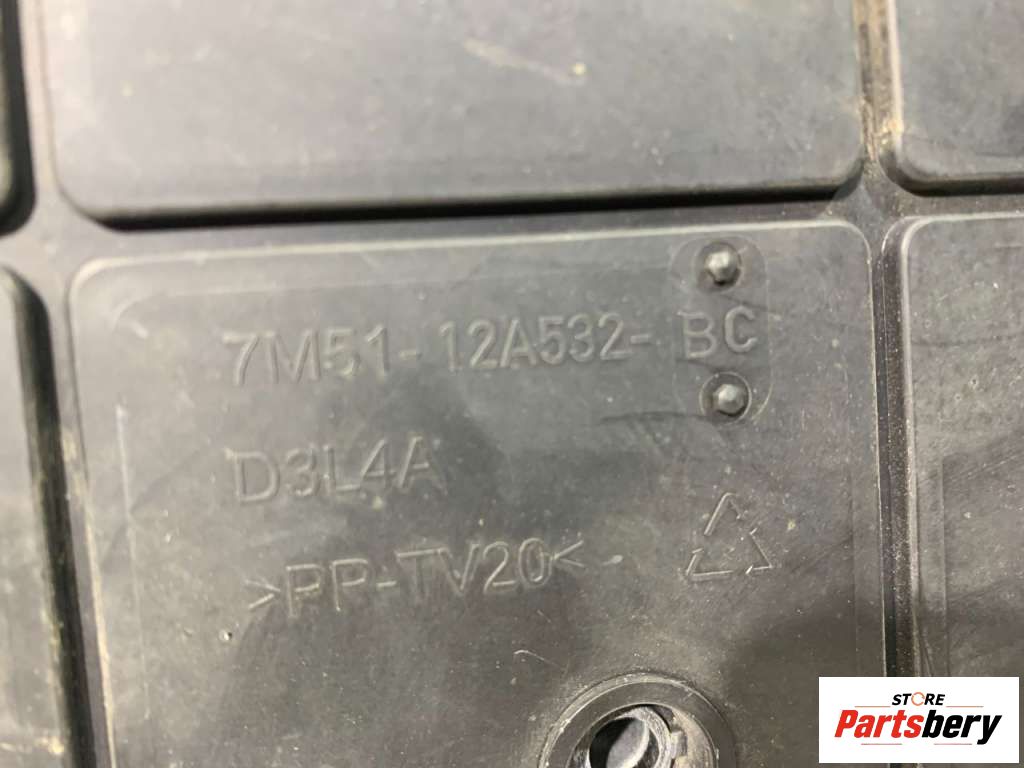 7M51-12A532-BC
D3L4A
>PP-TV20<
STORE
Partsbery